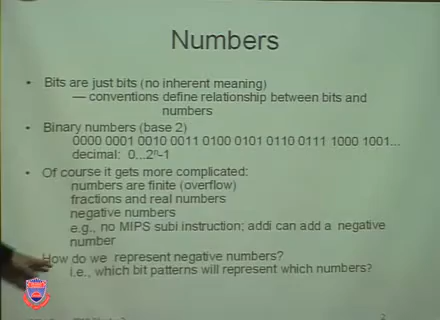 Numbers
• Bits are just bits (no inherent meaning)
— conventions define relationship between bits and
numbers
• Binary numbers (base 2)
0000 0001 0010 0011 0100 0101 0110 0111 1000 1001...
decimal: 0...2ⁿ-1
• Of course it gets more complicated:
numbers are finite (overflow)
fractions and real numbers
negative numbers
e.g., no MIPS subi instruction; addi can add a negative
number
How do we represent negative numbers?
i.e., which bit patterns will represent which numbers?
2